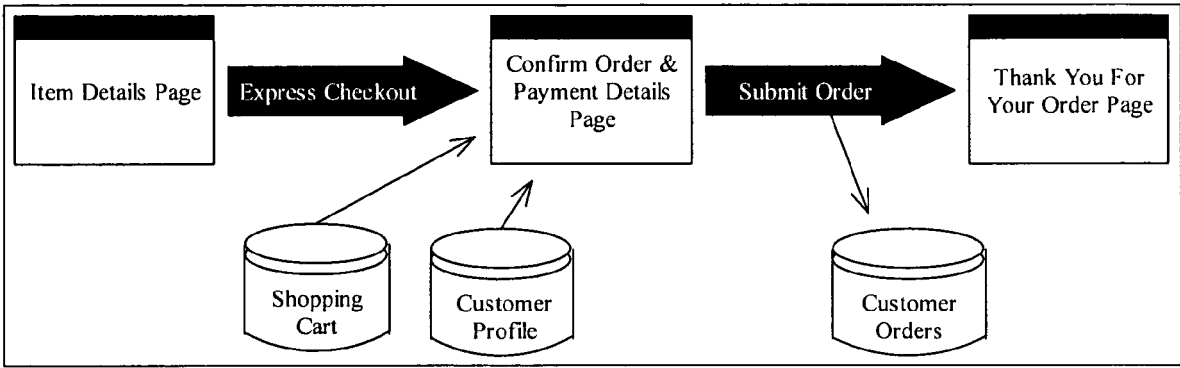 Item Details Page
Express Checkout
Confirm Order &
Payment Details
Page
Submit Order
Thank You For
Your Order Page
Shopping
Cart
Customer
Profile
Customer
Orders